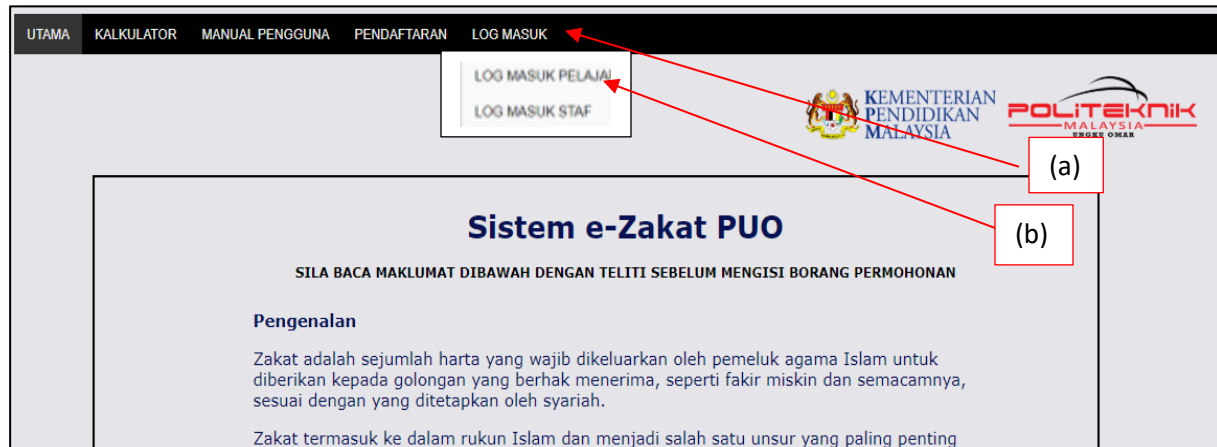 UTAMA KALKULATOR MANUAL PENGGUNA PENDAFTARAN LOG MASUK
LOG MASUK PELAJA
LOG MASUK STAF
KEMENTERIAN
PENDIDIKAN
MALAYSIA
POLITEKNIK
MALAYSIA
UNGKU OMAR
(a)
(b)
Sistem e-Zakat PUO
SILA BACA MAKLUMAT DIBAWAH DENGAN TELITI SEBELUM MENGISI BORANG PERMOHONAN
Pengenalan
Zakat adalah sejumlah harta yang wajib dikeluarkan oleh pemeluk agama Islam untuk
diberikan kepada golongan yang berhak menerima, seperti fakir miskin dan semacamnya,
sesuai dengan yang ditetapkan oleh syariah.
Zakat termasuk ke dalam rukun Islam dan menjadi salah satu unsur yang paling penting